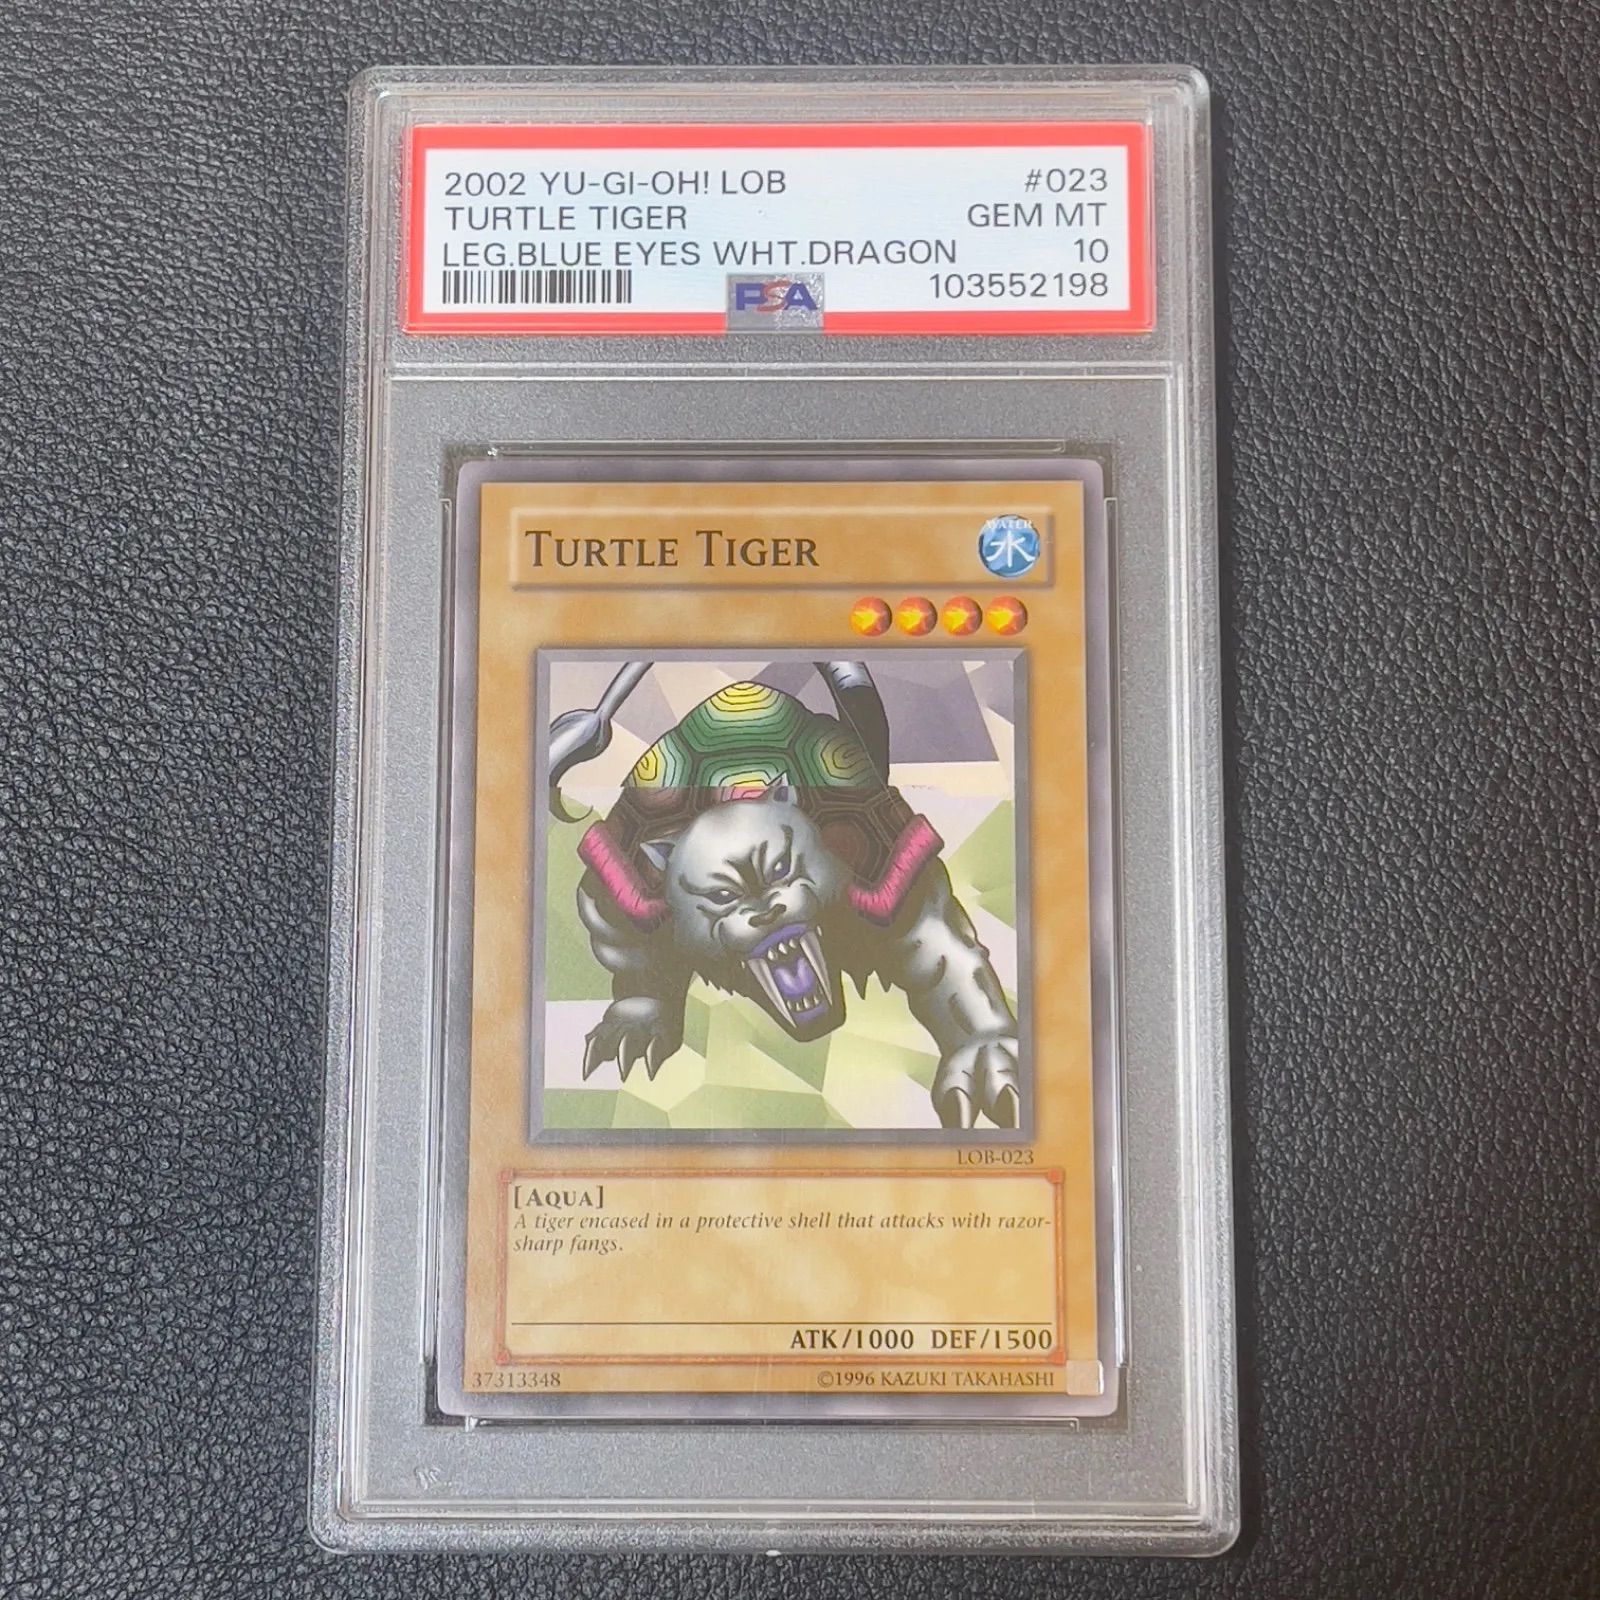 2002 YU-GI-OH! LOB #023
TURTLE TIGER GEM MT
LEG.BLUE EYES WHT.DRAGON 10
PSA 103552198
TURTLE TIGER
WATER
水
LOB-023
[AQUA]
A tiger encased in a protective shell that attacks with razor-
sharp fangs.
ATK/1000 DEF/1500
37313348 ©1996 KAZUKI TAKAHASHI